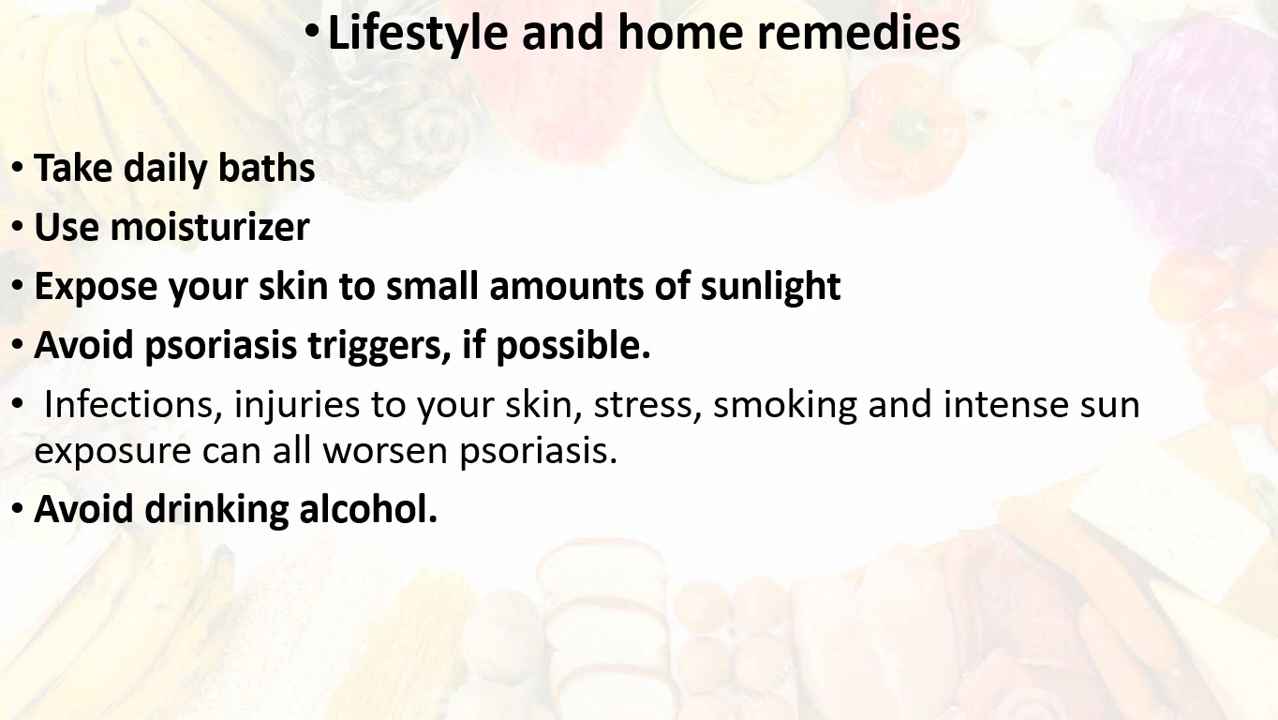 •Lifestyle and home remedies
• Take daily baths
• Use moisturizer
• Expose your skin to small amounts of sunlight
• Avoid psoriasis triggers, if possible.
• Infections, injuries to your skin, stress, smoking and intense sun
exposure can all worsen psoriasis.
• Avoid drinking alcohol.